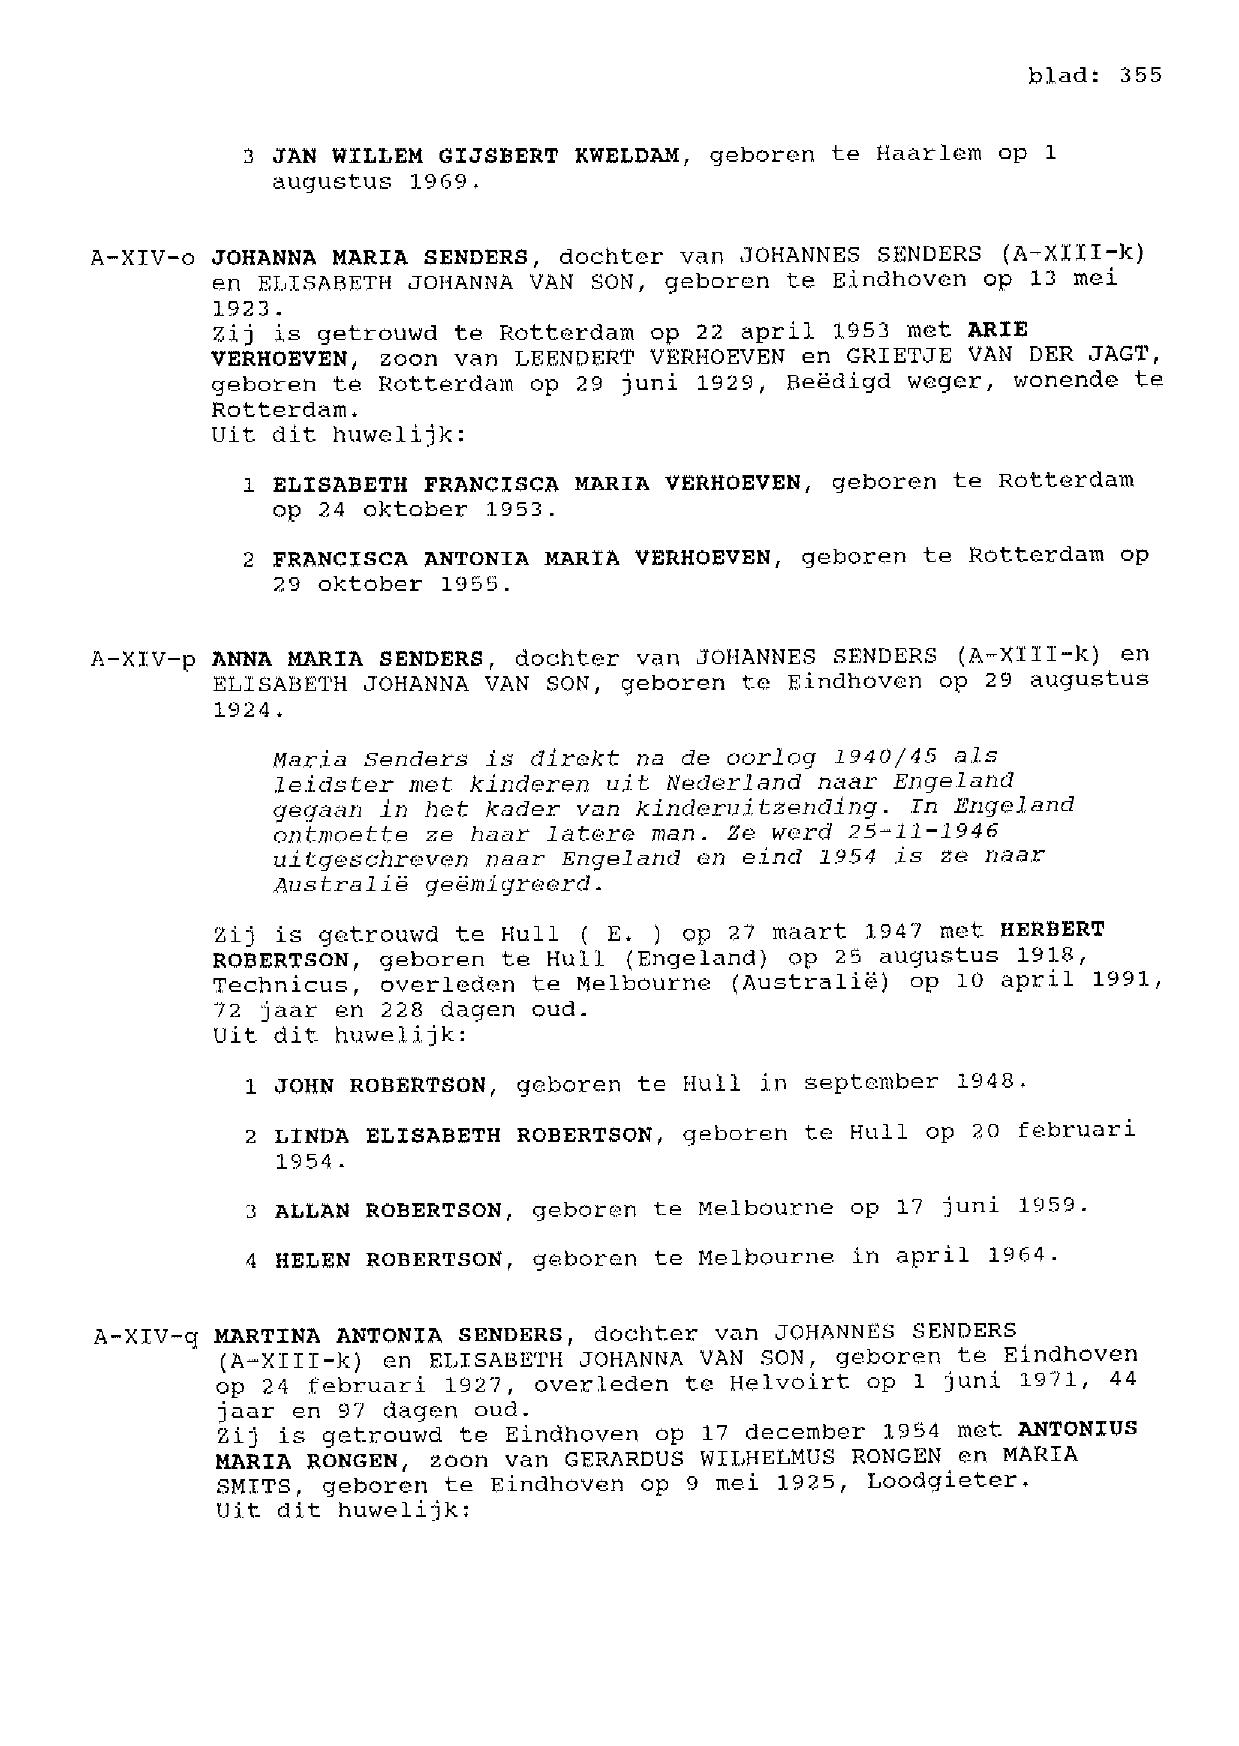 blad: 355
3 JAN WILLEM GIJSBERT KWELDAM, geboren te Haarlem op 1
augustus 1969.
A-XIV-o JOHANNA MARIA SENDERS, dochter van JOHANNES SENDERS (A-XIII-k)
en ELISABETH JOHANNA VAN SON, geboren te Eindhoven op 13 mei
1923.
Zij is getrouwd te Rotterdam op 22 april 1953 met ARIE
VERHOEVEN, zoon van LEENDERT VERHOEVEN en GRIETJE VAN DER JAGT,
geboren te Rotterdam op 29 juni 1929, Beëdigd weger, wonende te
Rotterdam.
Uit dit huwelijk:
1 ELISABETH FRANCISCA MARIA VERHOEVEN, geboren te Rotterdam
op 24 oktober 1953.
2 FRANCISCA ANTONIA MARIA VERHOEVEN, geboren te Rotterdam op
29 oktober 1955.
A-XIV-p ANNA MARIA SENDERS, dochter van JOHANNES SENDERS (A-XIII-k) en
ELISABETH JOHANNA VAN SON, geboren te Eindhoven op 29 augustus
1924.
Maria Senders is direkt na de oorlog 1940/45 als
leidster met kinderen uit Nederland naar Engeland
gegaan in het kader van kinderuitzending. In Engeland
ontmoette ze haar latere man. Ze werd 25-11-1946
uitgeschreven naar Engeland en eind 1954 is ze naar
Australië geëmigreerd.
Zij is getrouwd te Hull ( E. ) op 27 maart 1947 met HERBERT
ROBERTSON, geboren te Hull (Engeland) op 25 augustus 1918,
Technicus, overleden te Melbourne (Australië) op 10 april 1991,
72 jaar en 228 dagen oud.
Uit dit huwelijk:
1 JOHN ROBERTSON, geboren te Hull in september 1948.
2 LINDA ELISABETH ROBERTSON, geboren te Hull op 20 februari
1954.
3 ALLAN ROBERTSON, geboren te Melbourne op 17 juni 1959.
4 HELEN ROBERTSON, geboren te Melbourne in april 1964.
A-XIV-q MARTINA ANTONIA SENDERS, dochter van JOHANNES SENDERS
(A-XIII-k) en ELISABETH JOHANNA VAN SON, geboren te Eindhoven
op 24 februari 1927, overleden te Helvoirt op 1 juni 1971, 44
jaar en 97 dagen oud.
Zij is getrouwd te Eindhoven op 17 december 1954 met ANTONIUS
MARIA RONGEN, zoon van GERARDUS WILHELMUS RONGEN en MARIA
SMITS, geboren te Eindhoven op 9 mei 1925, Loodgieter.
Uit dit huwelijk: